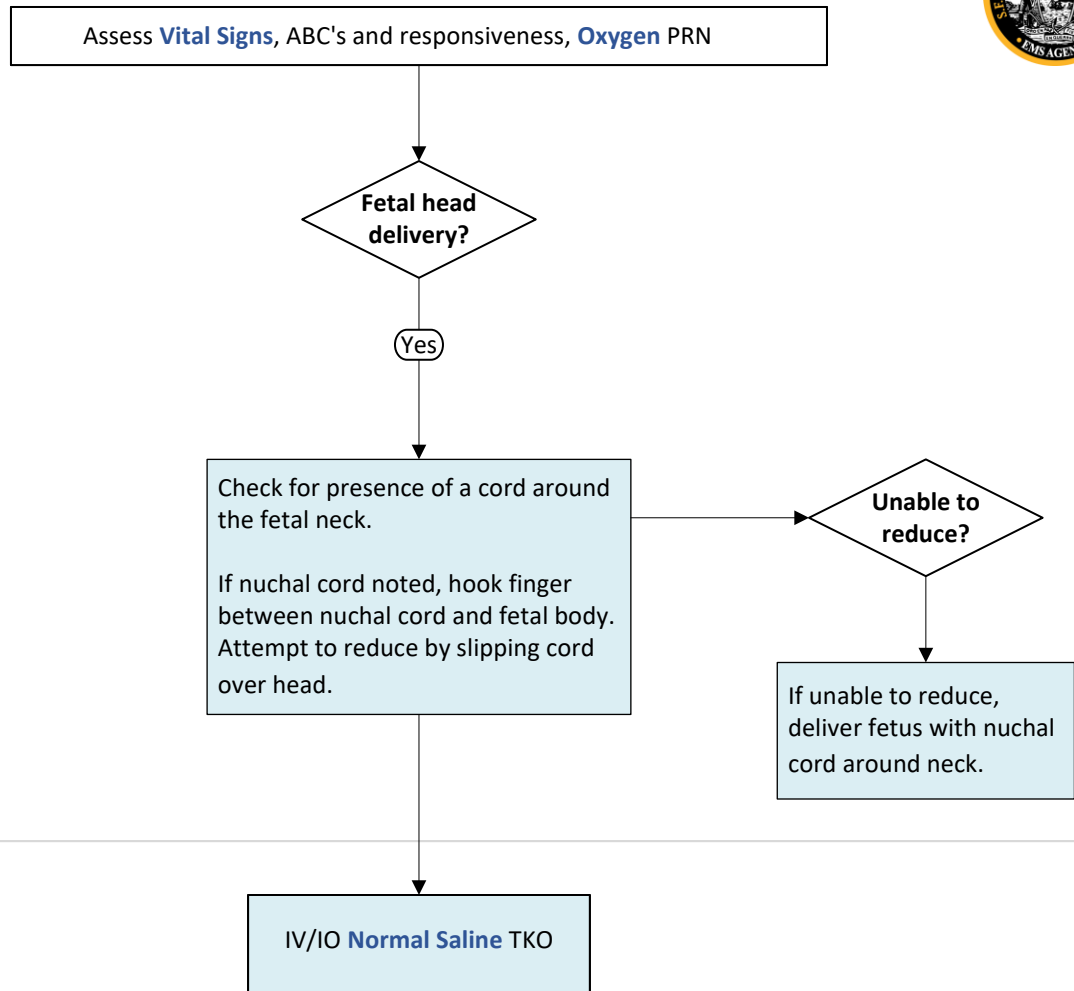 Assess Vital Signs, ABC's and responsiveness, Oxygen PRN
EMS AGEN
Fetal head
delivery?
Yes
Check for presence of a cord around
the fetal neck.
If nuchal cord noted, hook finger
between nuchal cord and fetal body.
Attempt to reduce by slipping cord
over head.
Unable to
reduce?
If unable to reduce,
deliver fetus with nuchal
cord around neck.
IV/IO Normal Saline TKO